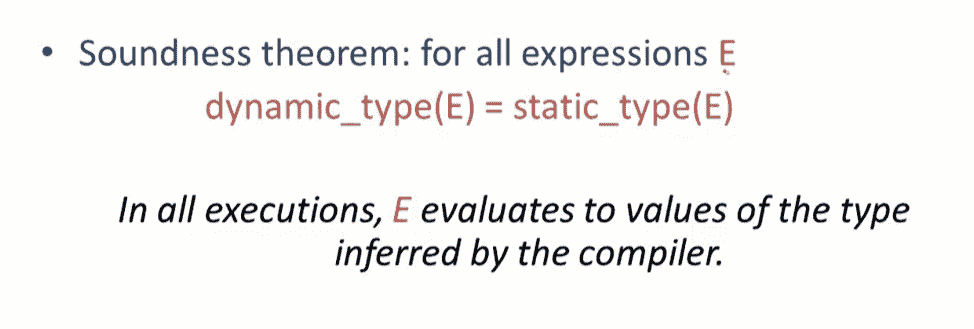 • Soundness theorem: for all expressions E
dynamic_type(E) = static_type(E)
In all executions, E evaluates to values of the type
inferred by the compiler.